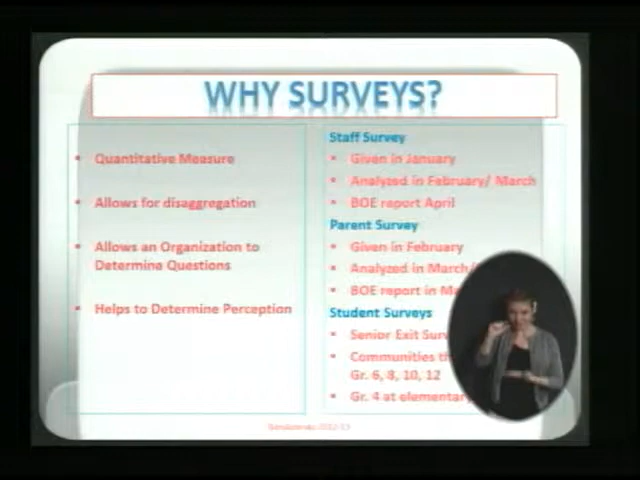 WHY SURVEYS?
• Quantitative Measure
• Allows for disaggregation
• Allows an Organization to
Determine Questions
• Helps to Determine Perception
Staff Survey
• Given in January
• Analyzed in February/ March
• BOE report April
Parent Survey
• Given in February
• Analyzed in March/
• BOE report in
Student Surveys
• Senior Exit
• Communities
Gr. 6, 8, 10, 12
• Gr. 4 at elementary
2012-13